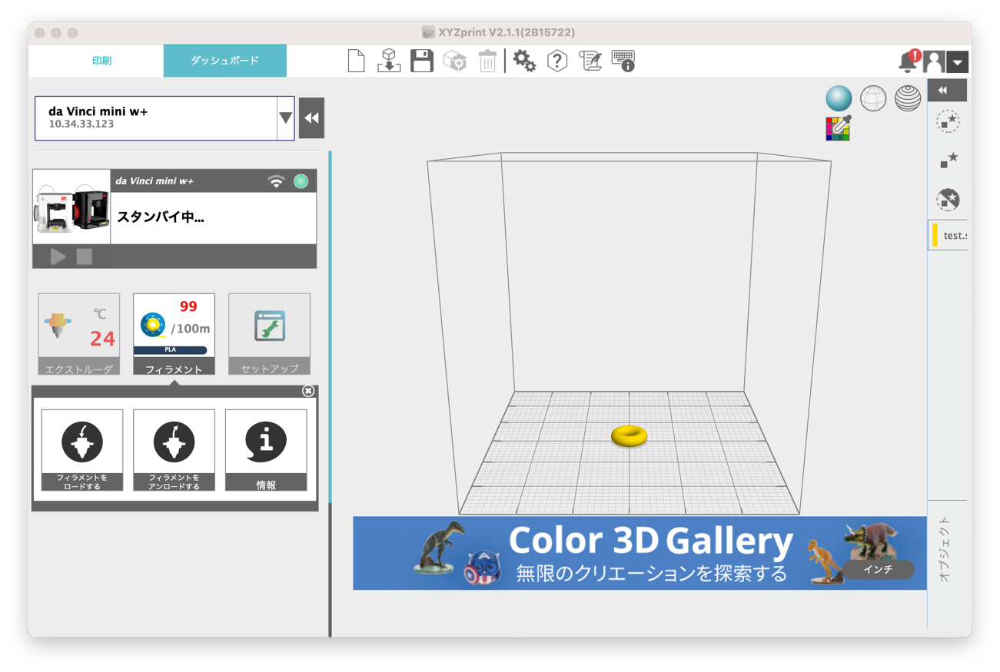 XYZprint V2.1.1(2B15722)
印刷
ダッシュボード
da Vinci mini w+
10.34.33.123
da Vinci mini w+
スタンバイ中...
℃
24
エクストルーダ
99
/100m
PLA
フィラメント
セットアップ
フィラメントを
ロードする
フィラメントを
アンロードする
情報
test.s
Color 3D Gallery
無限のクリエーションを探索する
インチ
オブジェクト